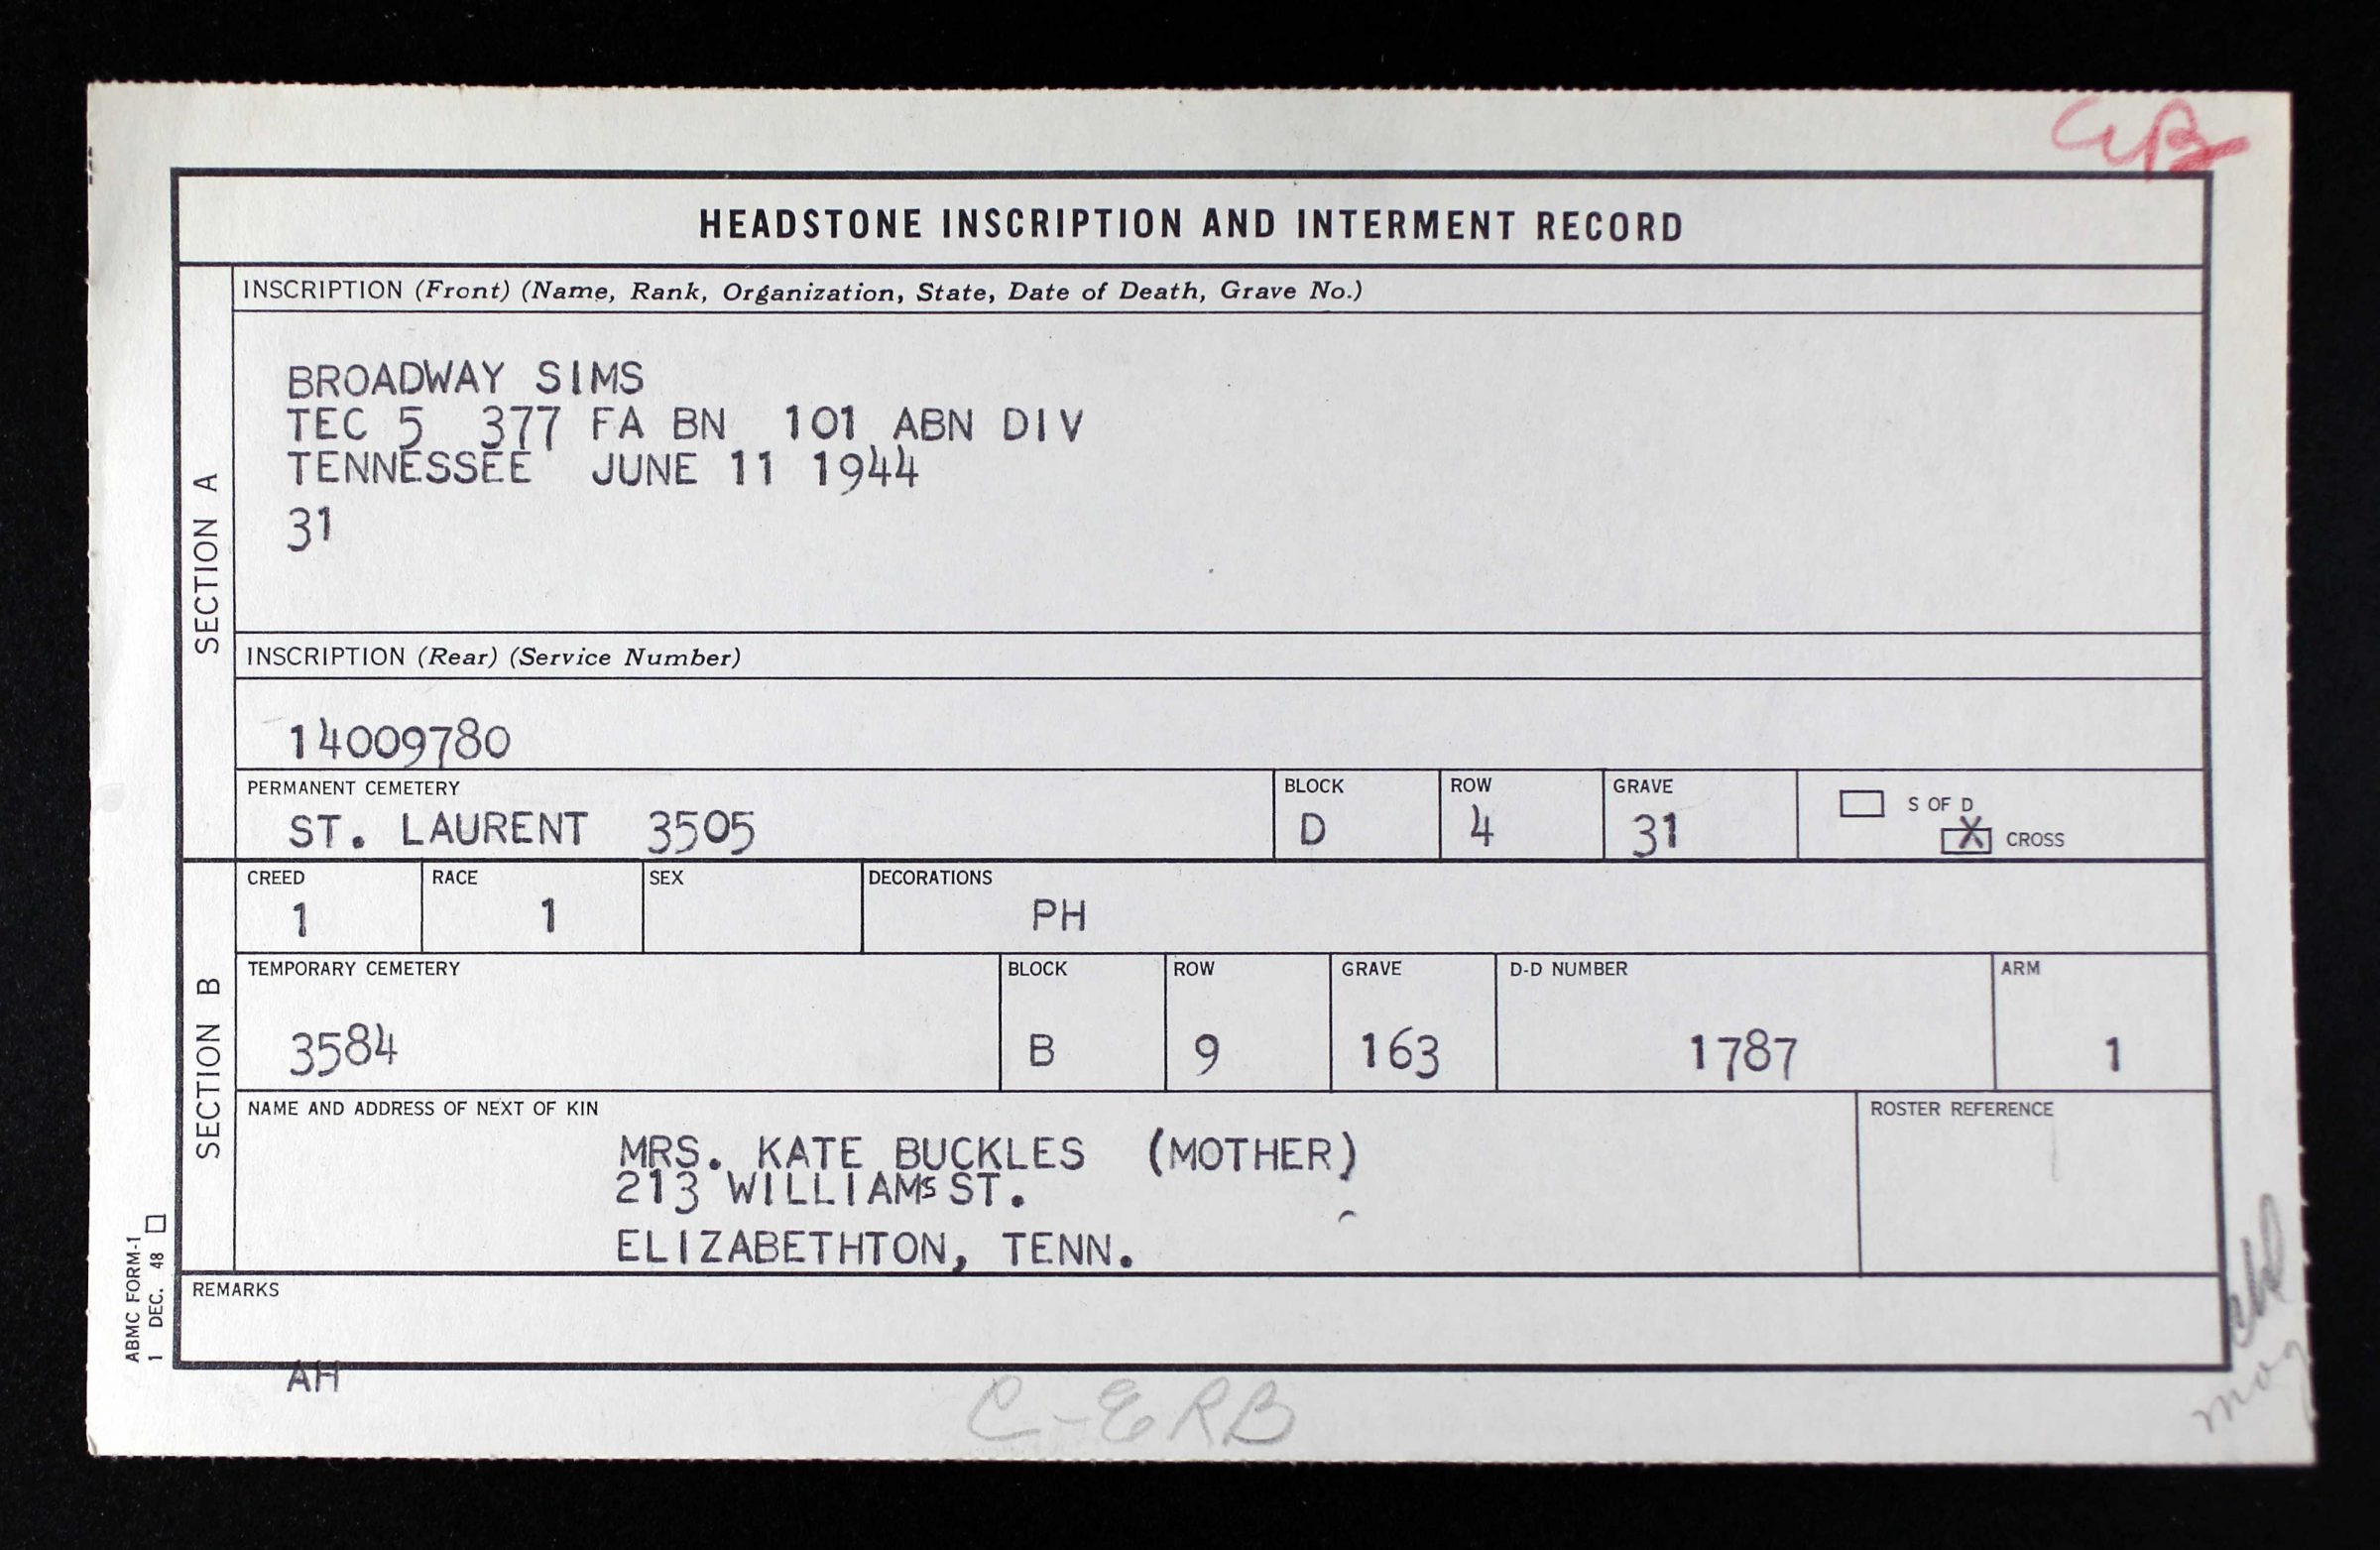 HEADSTONE INSCRIPTION AND INTERMENT RECORD
SECTION A
INSCRIPTION (Front) (Name, Rank, Organization, State, Date of Death, Grave No.)
BROADWAY SIMS
TEC 5 377 FA BN 101 ABN DIV
TENNESSEE JUNE 11 1944
31
INSCRIPTION (Rear) (Service Number)
14009780
PERMANENT CEMETERY BLOCK ROW GRAVE S OF D
ST. LAURENT 3505 D 4 31 X CROSS
SECTION B
CREED RACE SEX DECORATIONS
1 1 PH
TEMPORARY CEMETERY BLOCK ROW GRAVE D-D NUMBER ARM
3584 B 9 163 1787 1
NAME AND ADDRESS OF NEXT OF KIN ROSTER REFERENCE
MRS. KATE BUCKLES (MOTHER)
213 WILLIAMS ST.
ELIZABETHTON, TENN.
REMARKS
ABMC FORM-1
1 DEC. 48
AH
C-ERB